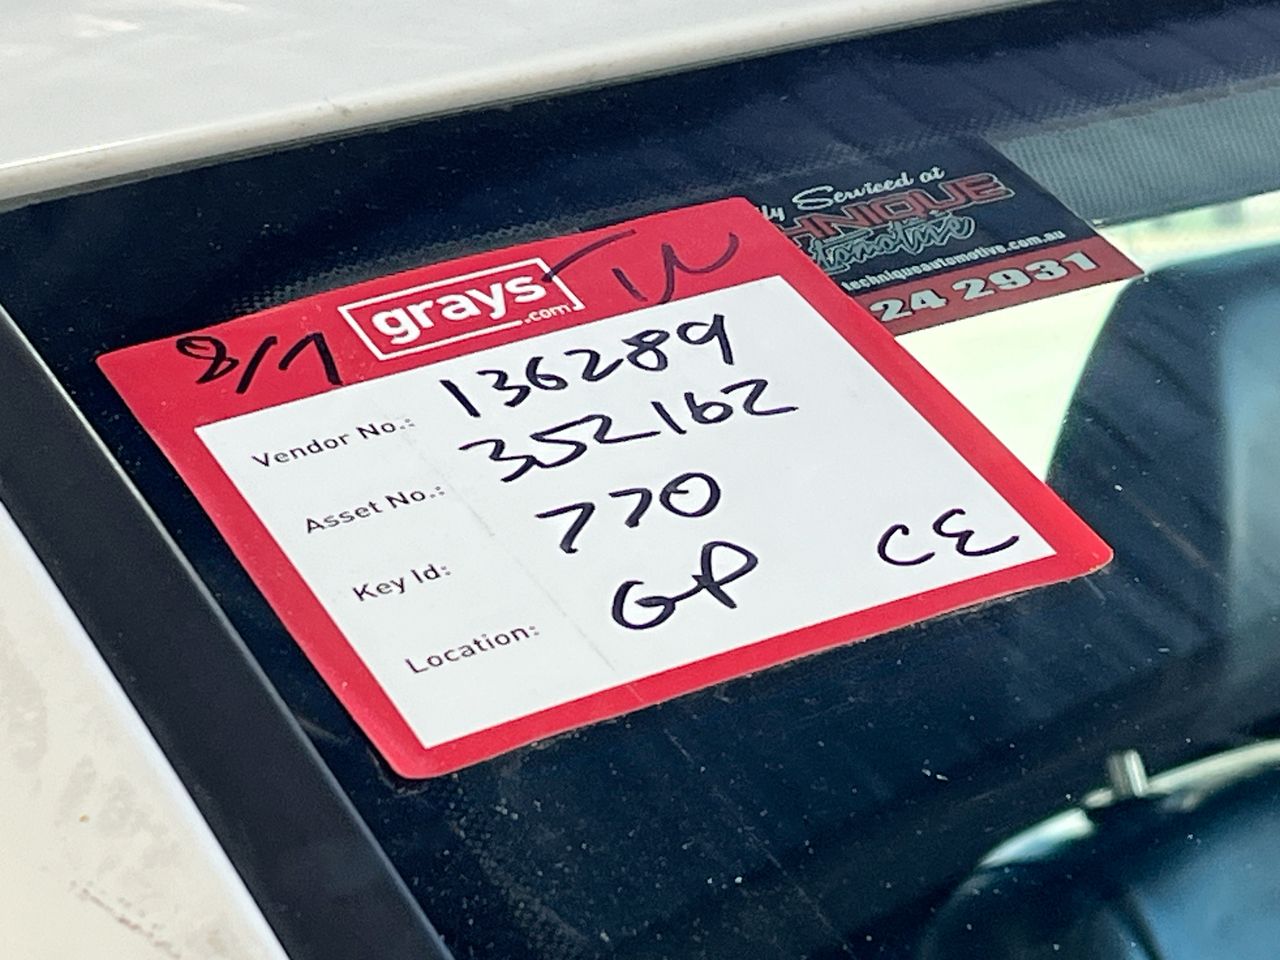 8/7 grays.com TW
Vendor No.: 136289
Asset No.: 352162
Key Id: 770
Location: GP CE
Serviced at
Automotive
techniqueautomotive.com.au
24 2931